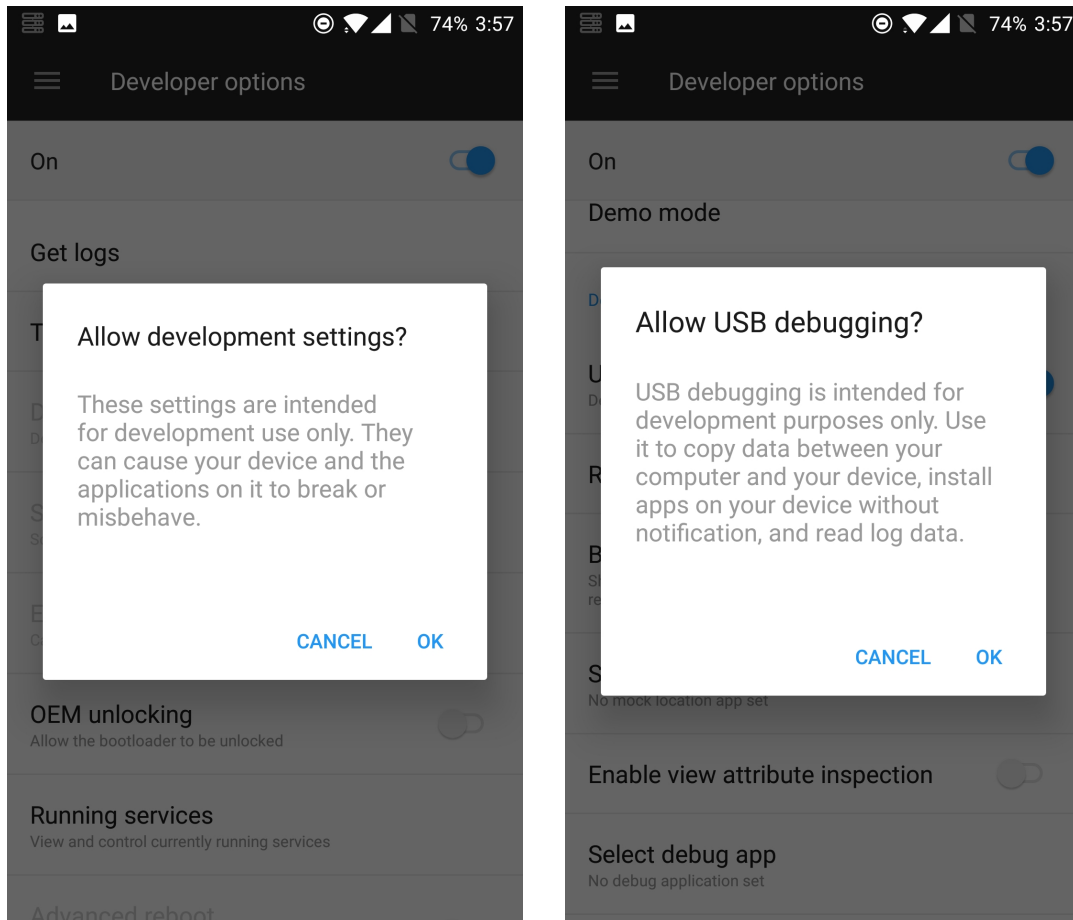 74% 3:57
Developer options
On
Get logs
Allow development settings?
These settings are intended
for development use only. They
can cause your device and the
applications on it to break or
misbehave.
CANCEL OK
OEM unlocking
Allow the bootloader to be unlocked
Running services
View and control currently running services
Advanced reboot
74% 3:57
Developer options
On
Demo mode
Allow USB debugging?
USB debugging is intended for
development purposes only. Use
it to copy data between your
computer and your device, install
apps on your device without
notification, and read log data.
CANCEL OK
No mock location app set
Enable view attribute inspection
Select debug app
No debug application set